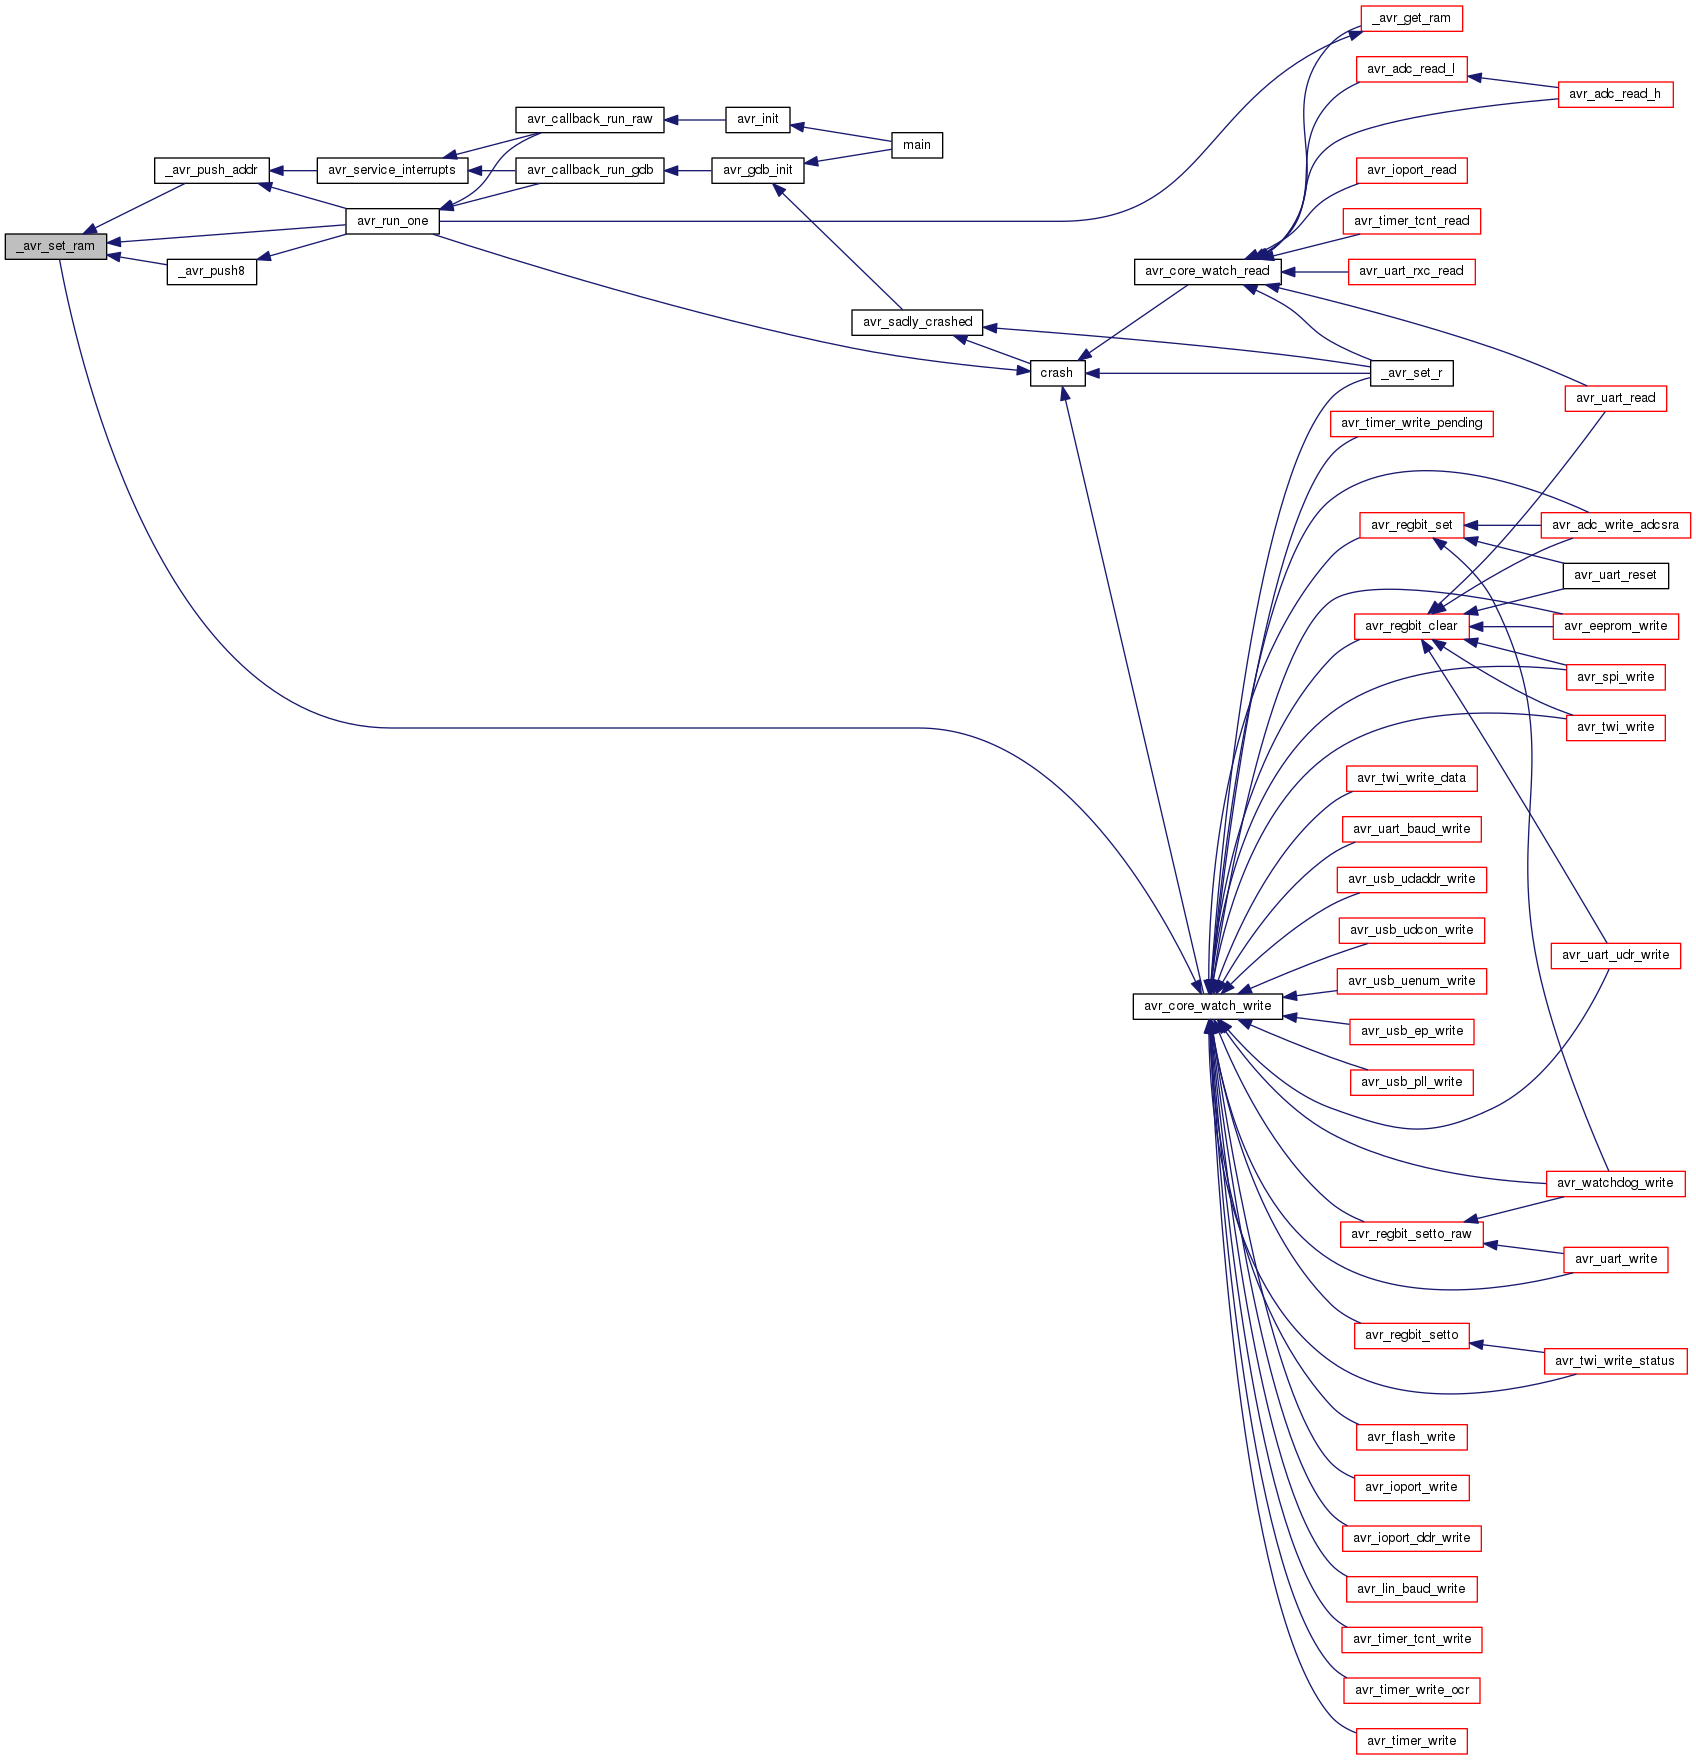 _avr_get_ram
avr_adc_read_l
avr_adc_read_h
avr_callback_run_raw
avr_init
main
_avr_push_addr
avr_service_interrupts
avr_callback_run_gdb
avr_gdb_init
avr_ioport_read
avr_run_one
avr_timer_tcnt_read
_avr_set_ram
_avr_push8
avr_core_watch_read
avr_uart_rxc_read
avr_sadly_crashed
crash
_avr_set_r
avr_uart_read
avr_timer_write_pending
avr_regbit_set
avr_adc_write_adcsra
avr_uart_reset
avr_regbit_clear
avr_eeprom_write
avr_spi_write
avr_twi_write
avr_twi_write_data
avr_uart_baud_write
avr_usb_udaddr_write
avr_usb_udcon_write
avr_uart_udr_write
avr_usb_uenum_write
avr_core_watch_write
avr_usb_ep_write
avr_usb_pll_write
avr_watchdog_write
avr_regbit_setto_raw
avr_uart_write
avr_regbit_setto
avr_twi_write_status
avr_flash_write
avr_ioport_write
avr_ioport_ddr_write
avr_lin_baud_write
avr_timer_tcnt_write
avr_timer_write_ocr
avr_timer_write